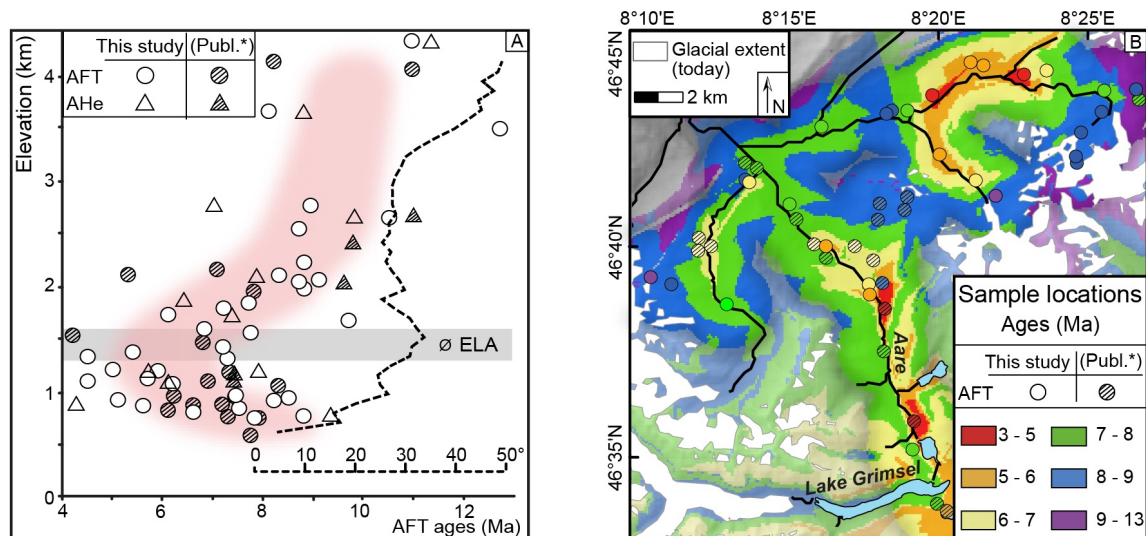 A
This study (Publ.*)
AFT
AHe
Elevation (km)
4
3
2
1
0
ø ELA
0 10 20 30 40 50°
4 6 8 10 12
AFT ages (Ma)
8°10'E 8°15'E 8°20'E 8°25'E
B
46°45'N
46°40'N
46°35'N
Glacial extent
(today)
2 km
N
Aare
Lake Grimsel
Sample locations
Ages (Ma)
This study (Publ.*)
AFT
3 - 5 7 - 8
5 - 6 8 - 9
6 - 7 9 - 13